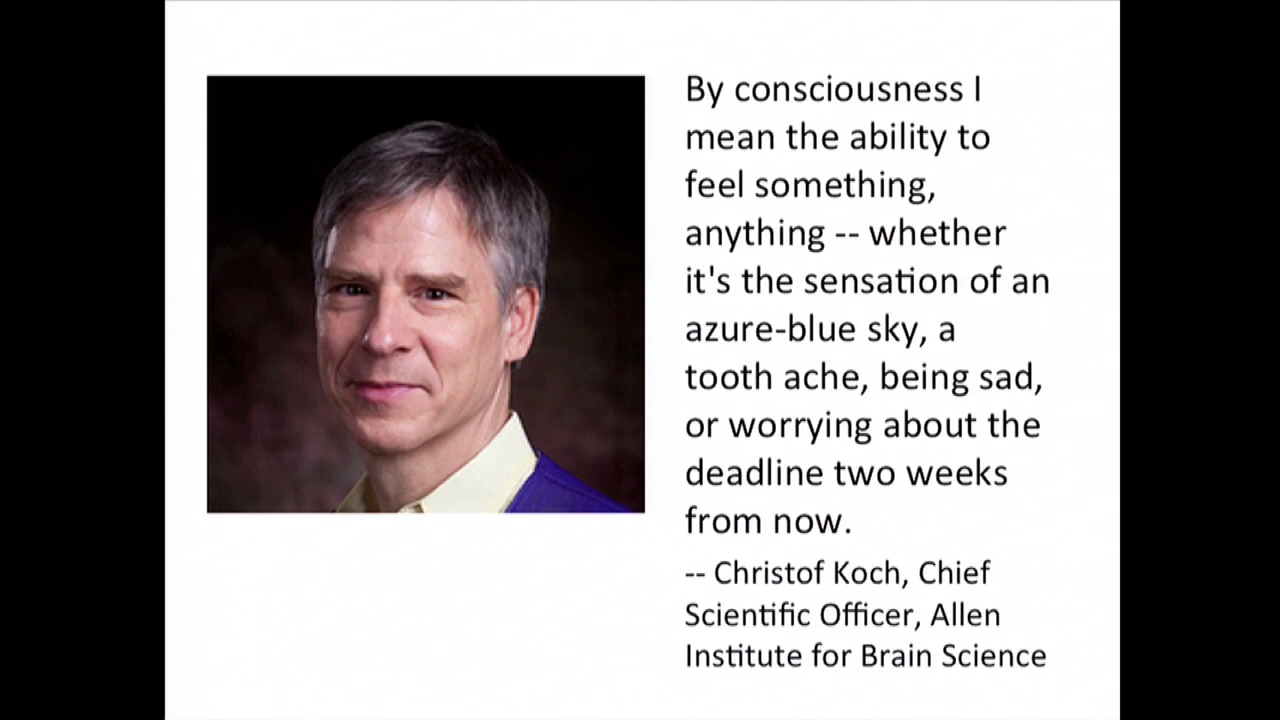 By consciousness I
mean the ability to
feel something,
anything -- whether
it's the sensation of an
azure-blue sky, a
tooth ache, being sad,
or worrying about the
deadline two weeks
from now.
-- Christof Koch, Chief
Scientific Officer, Allen
Institute for Brain Science